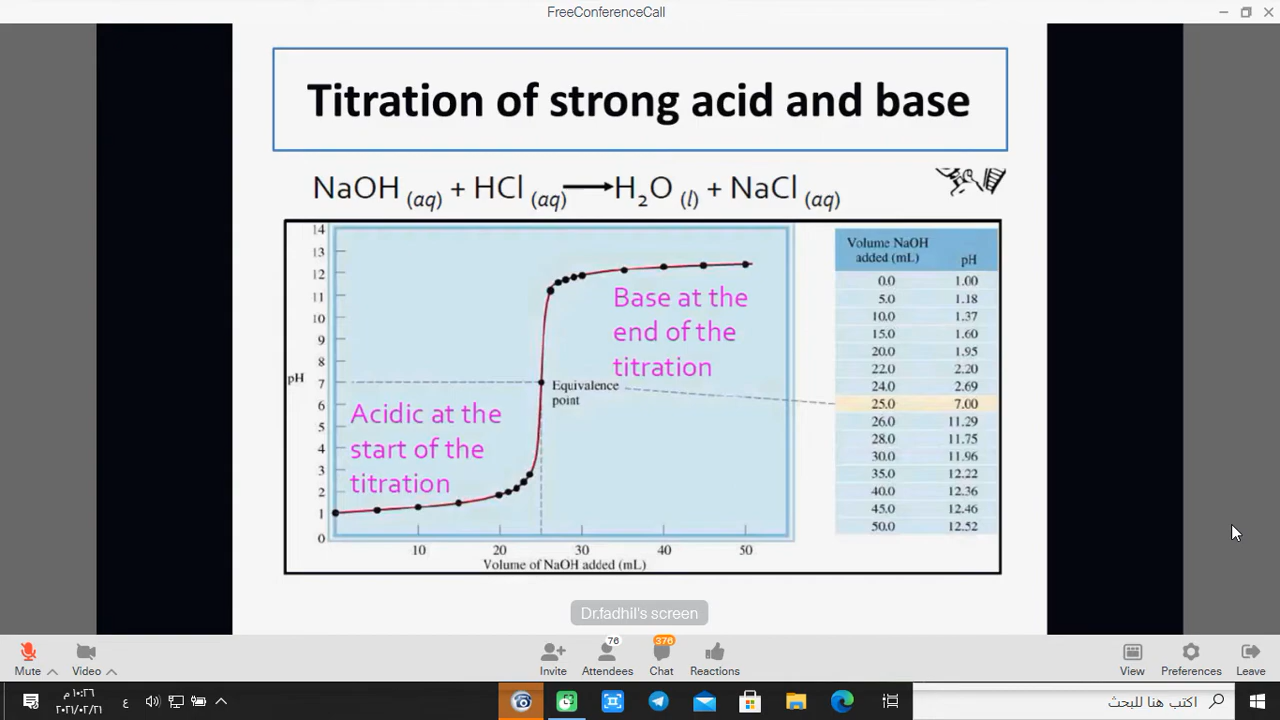 FreeConferenceCall
Titration of strong acid and base
NaOH (aq) + HCl (aq) ⟶ H₂O (l) + NaCl (aq)
14
13
12
11
10
9
8
pH 7
6
5
4
3
2
1
0
10 20 30 40 50
Volume of NaOH added (mL)
Base at the
end of the
titration
Equivalence
point
Acidic at the
start of the
titration
Volume NaOH
added (mL) pH
0.0 1.00
5.0 1.18
10.0 1.37
15.0 1.60
20.0 1.95
22.0 2.20
24.0 2.69
25.0 7.00
26.0 11.29
28.0 11.75
30.0 11.96
35.0 12.22
40.0 12.36
45.0 12.46
50.0 12.52
Dr.fadhil's screen
76 376
Mute Video Invite Attendees Chat Reactions View Preferences Leave
١٠:٢٦ م
٢٠٢١/٠٢/٢١
ع
اكتب هنا للبحث